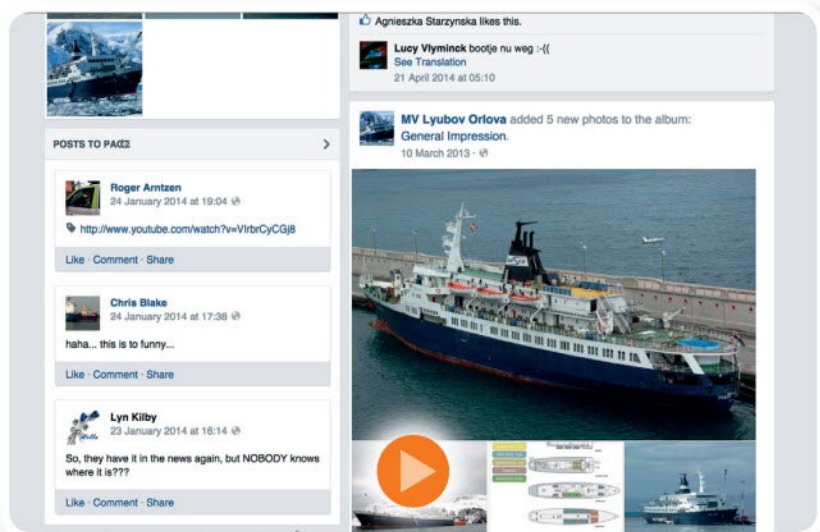 Agnieszka Starzynska likes this.
Lucy Vlyminck bootje nu weg :-((
See Translation
21 April 2014 at 05:10
POSTS TO PAGE
Roger Arntzen
24 January 2014 at 19:04
http://www.youtube.com/watch?v=VIrbrCyCGj8
Like · Comment · Share
Chris Blake
24 January 2014 at 17:38
haha... this is to funny...
Like · Comment · Share
Lyn Kilby
23 January 2014 at 16:14
So, they have it in the news again, but NOBODY knows
where it is???
Like · Comment · Share
MV Lyubov Orlova added 5 new photos to the album:
General Impression.
10 March 2013 ·